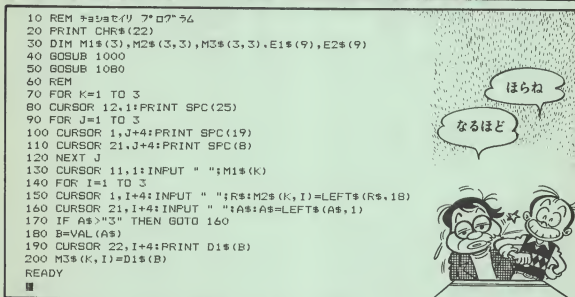 10 REM チョショセイリ プログラム
20 PRINT CHR$(22)
30 DIM M1$(3),M2$(3,3),M3$(3,3),E1$(9),E2$(9)
40 GOSUB 1000
50 GOSUB 1080
60 REM
70 FOR K=1 TO 3
80 CURSOR 12,1:PRINT SPC(25)
90 FOR J=1 TO 3
100 CURSOR 1,J+4:PRINT SPC(19)
110 CURSOR 21,J+4:PRINT SPC(8)
120 NEXT J
130 CURSOR 11,1:INPUT " ";M1$(K)
140 FOR I=1 TO 3
150 CURSOR 1,I+4:INPUT " ";R$:M2$(K,I)=LEFT$(R$,18)
160 CURSOR 21,I+4:INPUT " ";A$:A$=LEFT$(A$,1)
170 IF A$>"3" THEN GOTO 160
180 B=VAL(A$)
190 CURSOR 22,I+4:PRINT D1$(B)
200 M3$(K,I)=D1$(B)
READY
ほらね
なるほど